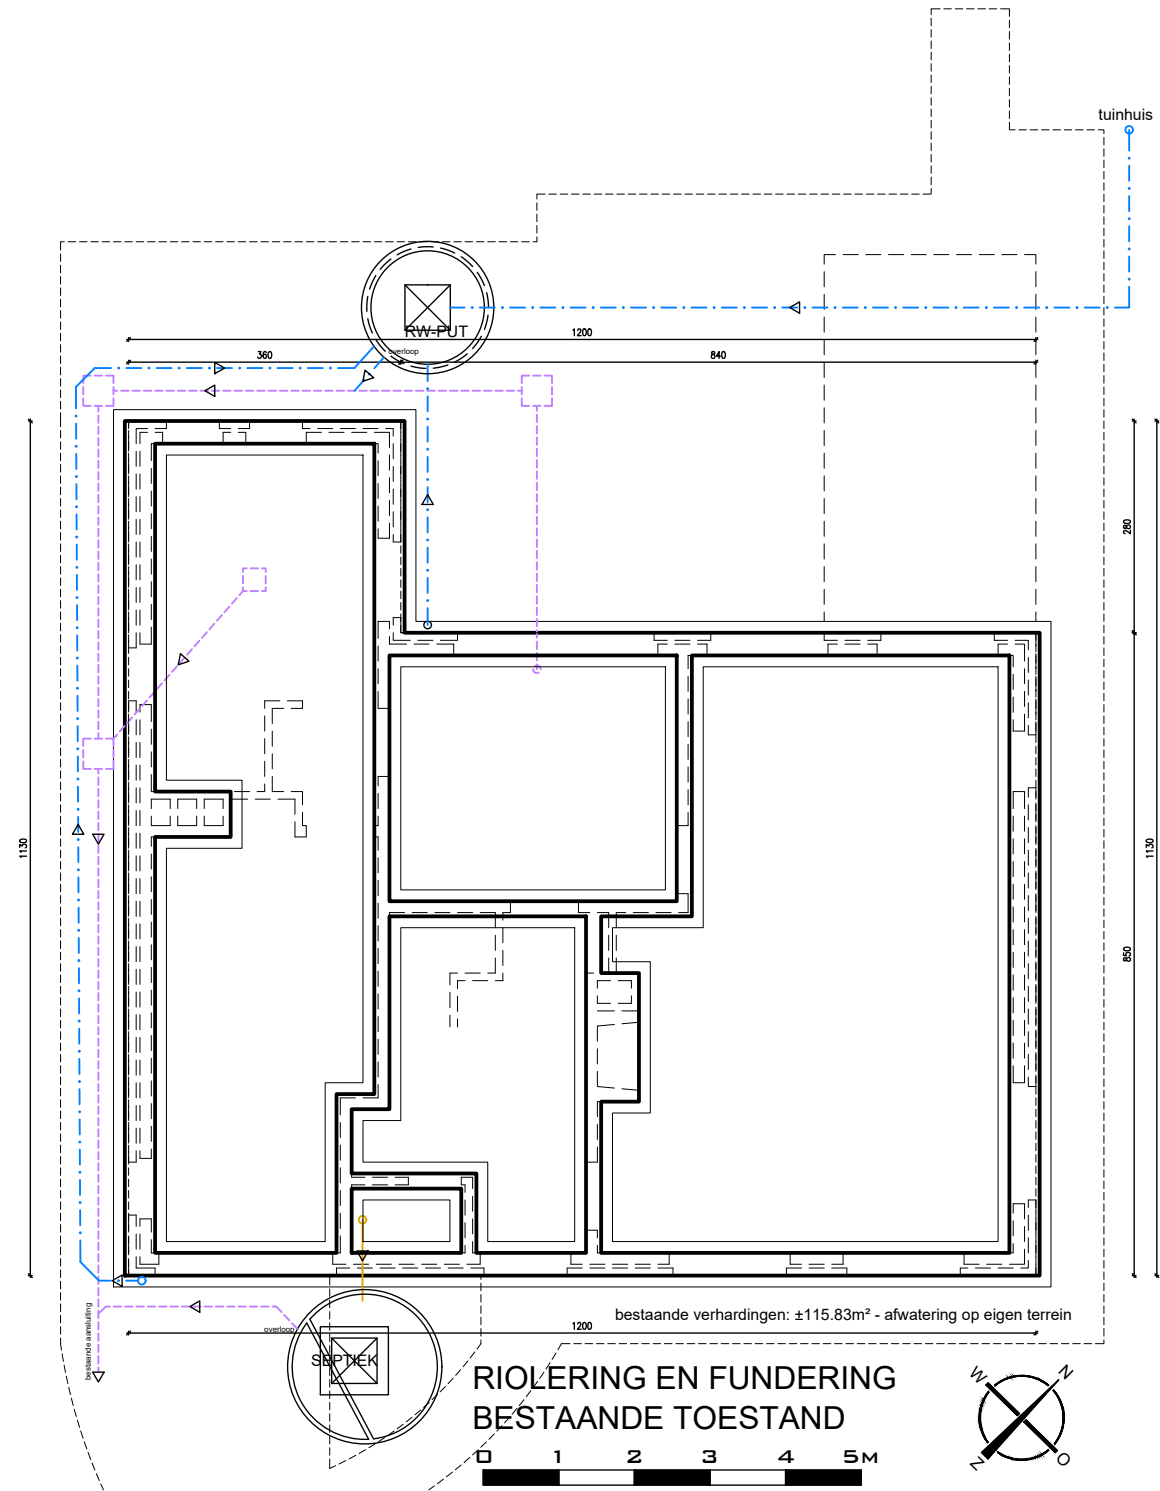 tuinhuis
RW-PUT
1200
overloop
360
840
280
1130
1130
850
bestaande aansluiting
bestaande verhardingen: ±115.83m² - afwatering op eigen terrein
overloop
1200
SEPTIEK
RIOLERING EN FUNDERING
BESTAANDE TOESTAND
W N
Z O
0 1 2 3 4 5M